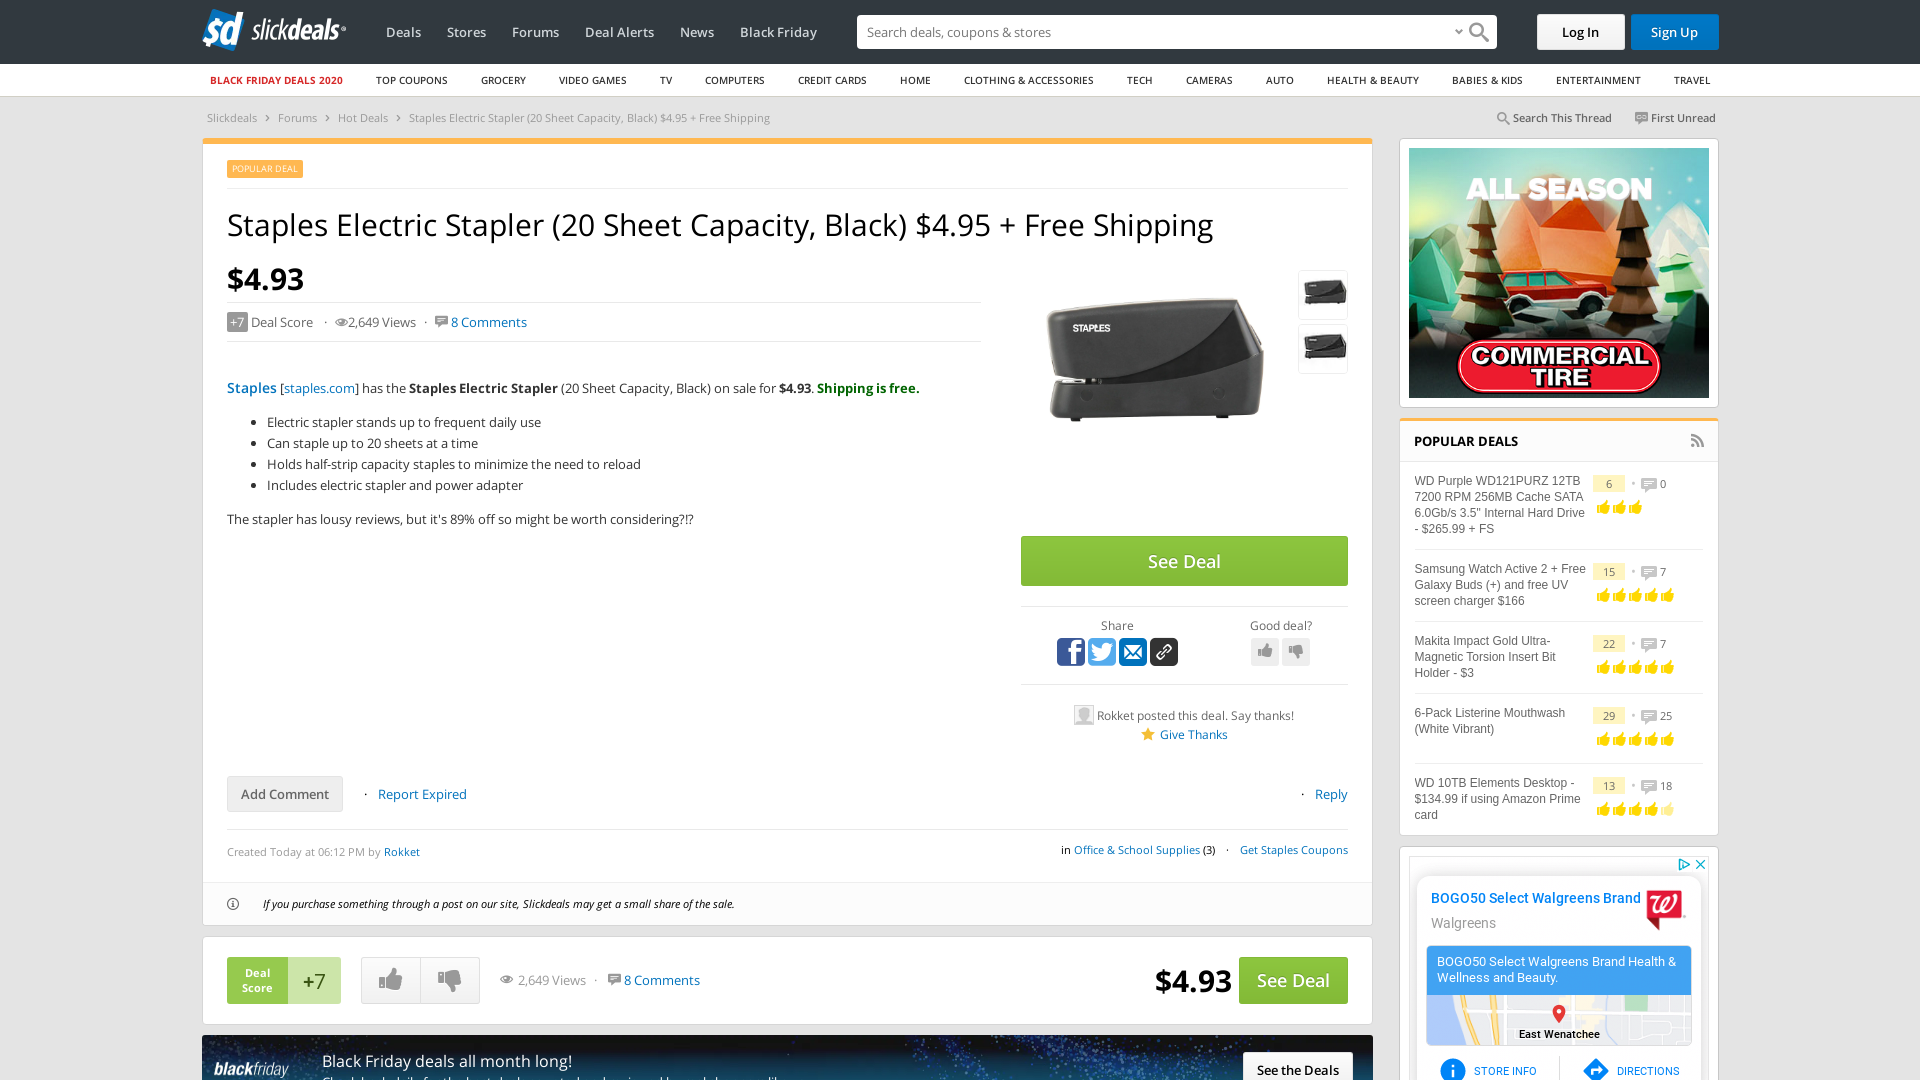 slickdeals
Deals
Stores
Forums
Deal Alerts
News
Black Friday
Search deals, coupons & stores
Log In
Sign Up
BLACK FRIDAY DEALS 2020
TOP COUPONS
GROCERY
VIDEO GAMES
TV
COMPUTERS
CREDIT CARDS
HOME
CLOTHING & ACCESSORIES
TECH
CAMERAS
AUTO
HEALTH & BEAUTY
BABIES & KIDS
ENTERTAINMENT
TRAVEL
Slickdeals › Forums › Hot Deals › Staples Electric Stapler (20 Sheet Capacity, Black) $4.95 + Free Shipping
Search This Thread
First Unread
POPULAR DEAL
Staples Electric Stapler (20 Sheet Capacity, Black) $4.95 + Free Shipping
$4.93
+7 Deal Score · 2,649 Views · 8 Comments
Staples [staples.com] has the Staples Electric Stapler (20 Sheet Capacity, Black) on sale for $4.93. Shipping is free.
• Electric stapler stands up to frequent daily use
• Can staple up to 20 sheets at a time
• Holds half-strip capacity staples to minimize the need to reload
• Includes electric stapler and power adapter
The stapler has lousy reviews, but it's 89% off so might be worth considering?!?
STAPLES
See Deal
Share
Good deal?
Rokket posted this deal. Say thanks!
Give Thanks
Add Comment
· Report Expired
· Reply
Created Today at 06:12 PM by Rokket
in Office & School Supplies (3) · Get Staples Coupons
If you purchase something through a post on our site, Slickdeals may get a small share of the sale.
Deal
Score
+7
2,649 Views · 8 Comments
$4.93
See Deal
blackfriday
Black Friday deals all month long!
See the Deals
ALL SEASON
COMMERCIAL
TIRE
POPULAR DEALS
WD Purple WD121PURZ 12TB
7200 RPM 256MB Cache SATA
6.0Gb/s 3.5" Internal Hard Drive
- $265.99 + FS
6 • 0
Samsung Watch Active 2 + Free
Galaxy Buds (+) and free UV
screen charger $166
15 • 7
Makita Impact Gold Ultra-
Magnetic Torsion Insert Bit
Holder - $3
22 • 7
6-Pack Listerine Mouthwash
(White Vibrant)
29 • 25
WD 10TB Elements Desktop -
$134.99 if using Amazon Prime
card
13 • 18
BOGO50 Select Walgreens Brand
Walgreens
BOGO50 Select Walgreens Brand Health &
Wellness and Beauty.
East Wenatchee
STORE INFO
DIRECTIONS